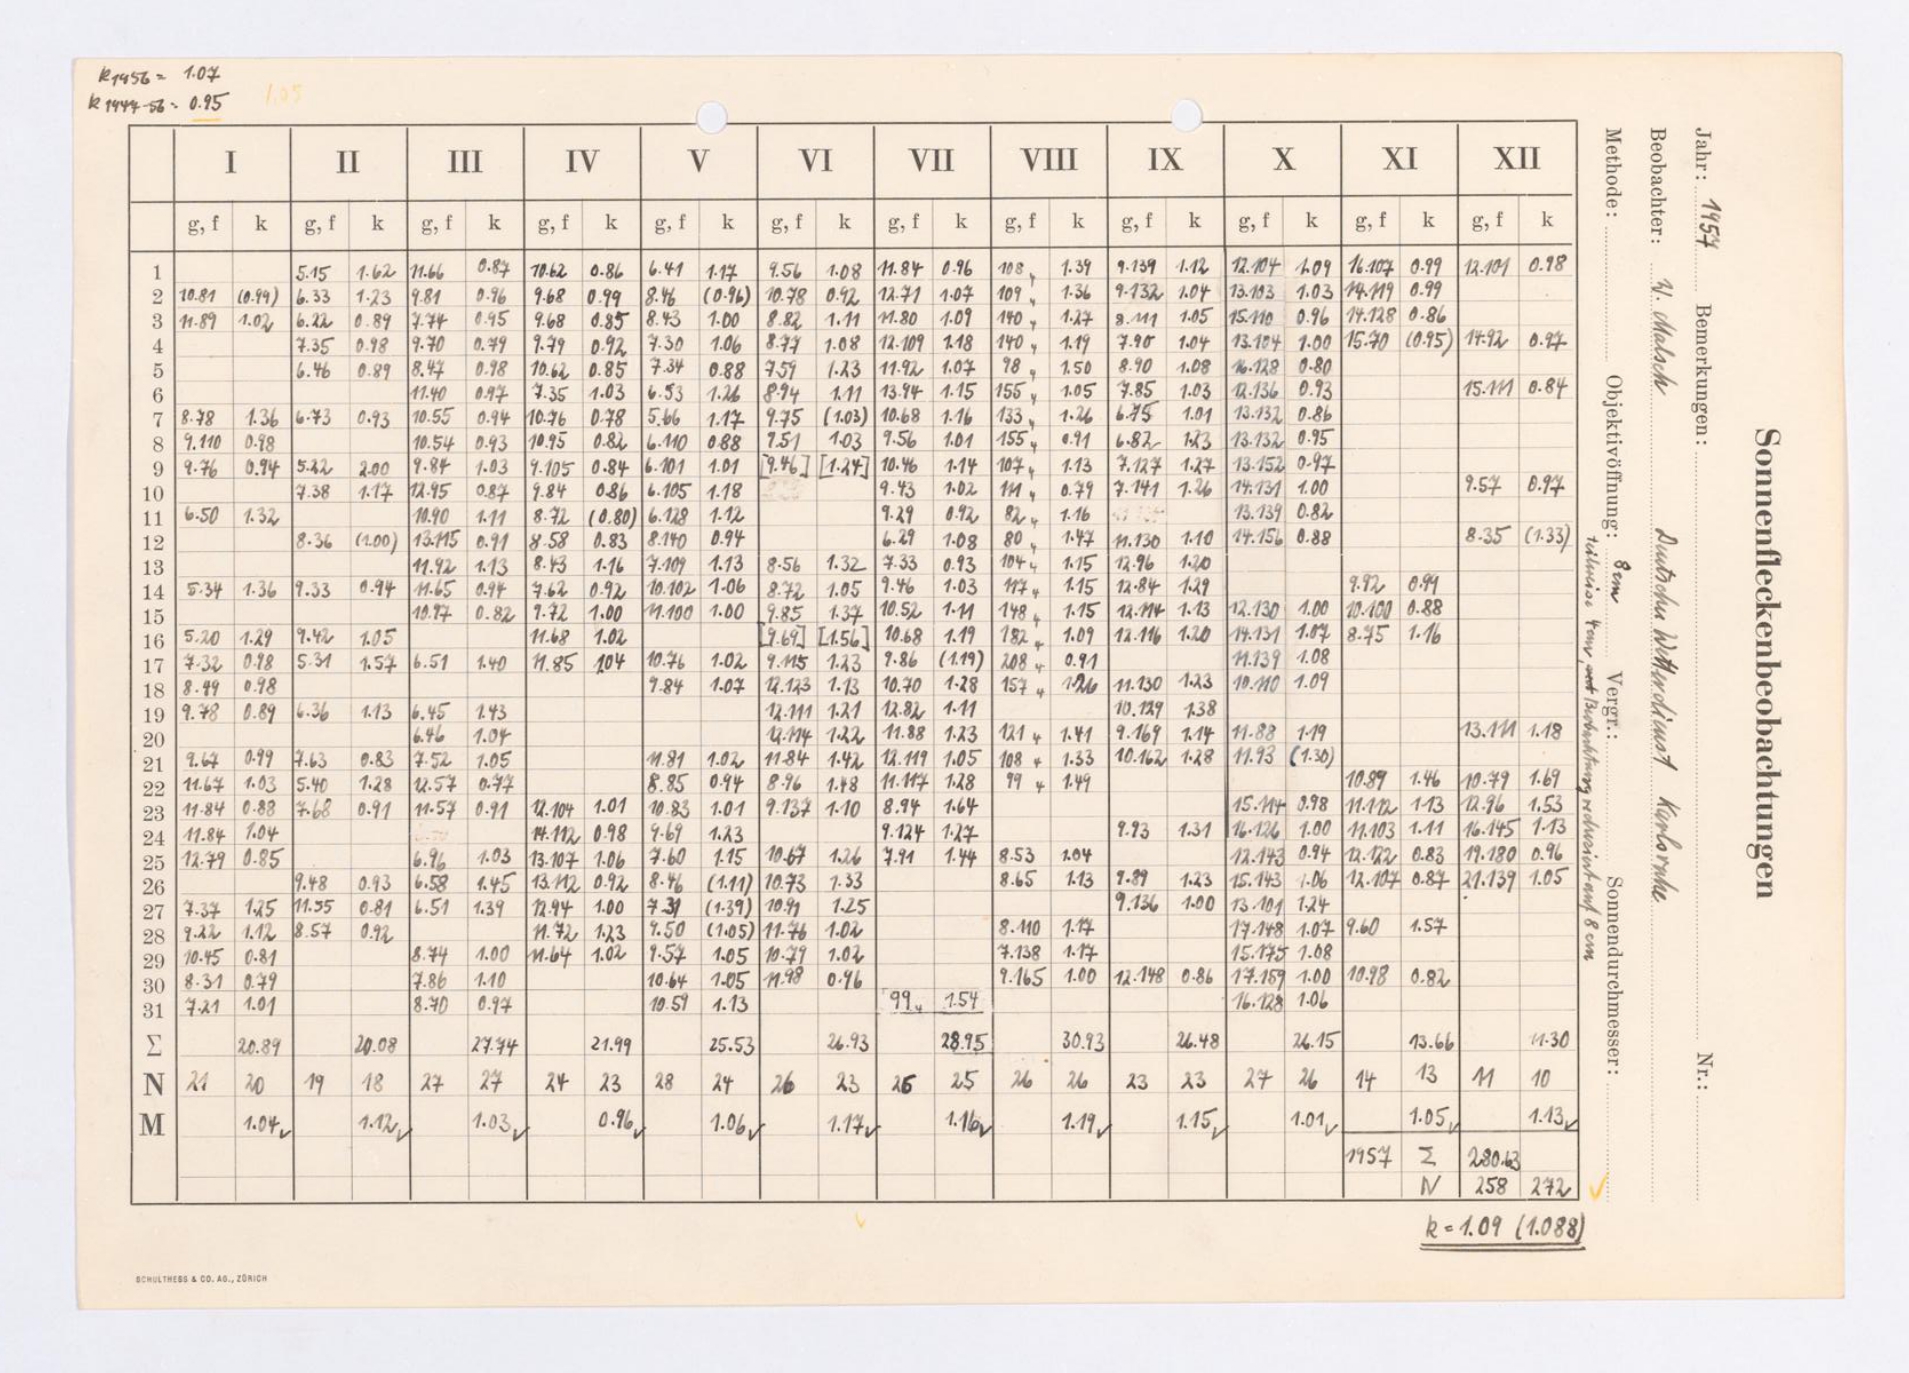 k 1956 = 1.07
k 1947-56 = 0.95 1.05
I II III IV V VI VII VIII IX X XI XII
g, f k g, f k g, f k g, f k g, f k g, f k g, f k g, f k g, f k g, f k g, f k g, f k
1 5.15 1.62 11.66 0.87 10.62 0.86 6.41 1.17 9.56 1.08 11.84 0.96 108 " 1.39 9.139 1.12 12.104 1.09 16.107 0.99 12.101 0.98
2 10.81 (0.99) 6.33 1.23 9.81 0.96 9.68 0.99 8.46 (0.96) 10.78 0.92 12.71 1.07 109 " 1.36 9.132 1.04 13.103 1.03 14.119 0.99
3 11.89 1.02 6.22 0.89 7.74 0.95 9.68 0.85 8.43 1.00 8.82 1.11 11.80 1.09 140 " 1.27 8.111 1.05 15.110 0.96 14.128 0.86
4 7.35 0.98 9.70 0.79 9.79 0.92 7.30 1.06 8.77 1.08 12.109 1.18 140 " 1.19 7.90 1.04 13.104 1.00 15.70 (0.95) 14.92 0.97
5 6.46 0.89 8.47 0.98 10.62 0.85 7.34 0.88 7.59 1.23 11.92 1.07 98 " 1.50 8.90 1.08 16.128 0.80
6 11.40 0.97 7.35 1.03 6.53 1.26 8.94 1.11 13.94 1.15 155 " 1.05 7.85 1.03 12.136 0.93 15.111 0.84
7 8.78 1.36 6.73 0.93 10.55 0.94 10.76 0.78 5.66 1.17 9.75 (1.03) 10.68 1.16 133 " 1.26 6.75 1.01 13.132 0.86
8 9.110 0.98 10.54 0.93 10.95 0.82 6.110 0.88 7.51 1.03 9.56 1.01 155 " 0.91 6.82 1.23 13.132 0.95
9 9.76 0.94 5.22 2.00 9.84 1.03 9.105 0.84 6.101 1.01 [9.46] [1.24] 10.46 1.14 107 " 1.13 7.127 1.27 13.152 0.97
10 7.38 1.17 12.95 0.87 9.84 0.86 6.105 1.18 9.43 1.02 111 " 0.79 7.141 1.26 14.131 1.00 9.57 0.97
11 6.50 1.32 10.90 1.11 8.72 (0.80) 6.128 1.12 9.29 0.92 82 " 1.16 13.139 0.82
12 8.36 (1.00) 13.115 0.91 8.58 0.83 8.140 0.94 6.29 1.08 80 " 1.47 11.130 1.10 14.156 0.88 8.35 (1.33)
13 11.92 1.13 8.43 1.16 7.109 1.13 8.56 1.32 7.33 0.93 104 " 1.15 12.96 1.20
14 5.34 1.36 9.33 0.94 11.65 0.94 7.62 0.92 10.102 1.06 8.72 1.05 9.46 1.03 117 " 1.15 12.84 1.29 9.92 0.99
15 10.97 0.82 9.72 1.00 11.100 1.00 9.85 1.37 10.52 1.11 148 " 1.15 12.114 1.13 12.130 1.00 10.100 0.88
16 5.20 1.29 9.42 1.05 11.68 1.02 [9.69] [1.56] 10.68 1.19 182 " 1.09 12.116 1.20 14.131 1.07 8.75 1.16
17 7.32 0.98 5.31 1.57 6.51 1.40 11.85 104 10.76 1.02 9.115 1.23 9.86 (1.19) 208 " 0.91 11.139 1.08
18 8.99 0.98 9.84 1.07 12.123 1.13 10.70 1.28 157 " 1.26 11.130 1.23 10.110 1.09
19 9.78 0.89 6.36 1.13 6.45 1.43 12.111 1.21 12.82 1.11 10.129 1.38
20 6.46 1.04 12.114 1.22 11.88 1.23 121 " 1.41 9.169 1.14 11.88 1.19 13.111 1.18
21 9.67 0.99 7.63 0.83 7.52 1.05 11.81 1.02 11.84 1.42 12.119 1.05 108 " 1.33 10.162 1.28 11.93 (1.30)
22 11.67 1.03 5.40 1.28 12.57 0.77 8.85 0.94 8.96 1.48 11.117 1.28 99 " 1.49 10.89 1.46 10.79 1.69
23 11.84 0.88 7.68 0.91 11.57 0.91 12.104 1.01 10.83 1.01 9.137 1.10 8.94 1.64 15.114 0.98 11.112 1.13 12.96 1.53
24 11.84 1.04 14.112 0.98 9.69 1.23 9.124 1.27 9.93 1.31 16.126 1.00 11.103 1.11 16.145 1.13
25 12.79 0.85 6.96 1.03 13.107 1.06 7.60 1.15 10.67 1.26 7.91 1.44 8.53 1.04 12.143 0.94 12.122 0.83 19.180 0.96
26 9.48 0.93 6.58 1.45 13.112 0.92 8.46 (1.11) 10.73 1.33 8.65 1.13 9.89 1.23 15.143 1.06 12.107 0.87 21.139 1.05
27 7.37 1.25 11.55 0.81 6.51 1.39 12.94 1.00 7.31 (1.39) 10.91 1.25 9.136 1.00 13.101 1.24
28 9.22 1.12 8.57 0.92 11.72 1.23 9.50 (1.05) 11.76 1.02 8.110 1.17 17.148 1.07 9.60 1.57
29 10.45 0.81 8.74 1.00 11.64 1.02 9.57 1.05 10.79 1.02 7.138 1.17 15.175 1.08
30 8.31 0.79 7.86 1.10 10.64 1.05 11.98 0.96 9.165 1.00 12.148 0.86 17.159 1.00 10.98 0.82
31 7.21 1.01 8.70 0.97 10.59 1.13 99 " 1.54 16.128 1.06
Σ 20.89 20.08 27.74 21.99 25.53 26.93 28.95 30.93 26.48 26.15 13.66 11.30
N 21 20 19 18 27 27 24 23 28 24 26 23 26 25 26 26 23 23 27 26 14 13 11 10
M 1.04 1.12 1.03 0.96 1.06 1.17 1.16 1.19 1.15 1.01 1.05 1.13
1957 Σ 280.63
N 258 272
k = 1.09 (1.088)
SCHULTHESS & CO. AG., ZÜRICH
Sonnenfleckenbeobachtungen
Jahr: 1957 Bemerkungen: Nr.:
Beobachter: W. Malsch Deutscher Wetterdienst Karlsruhe
Methode: Objektivöffnung: 8 cm Vergr.: Sonnendurchmesser:
teilweise 4 cm, Beobachtung reduziert auf 8 cm